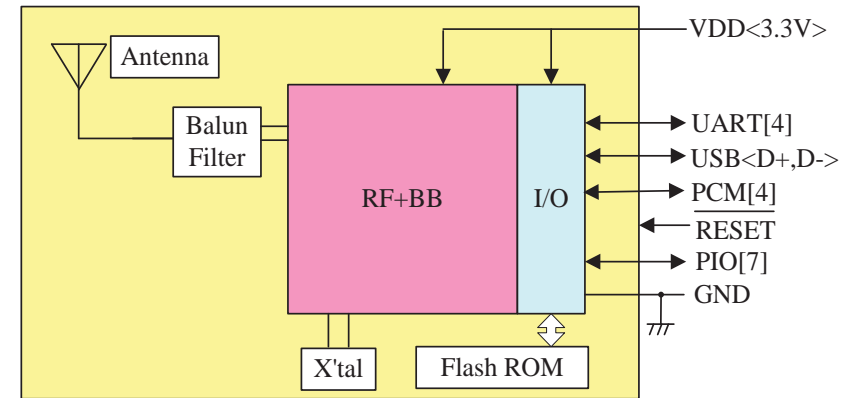 VDD<3.3V>
Antenna
Balun
Filter
RF+BB
I/O
UART[4]
USB<D+,D->
PCM[4]
RESET
PIO[7]
GND
X'tal
Flash ROM